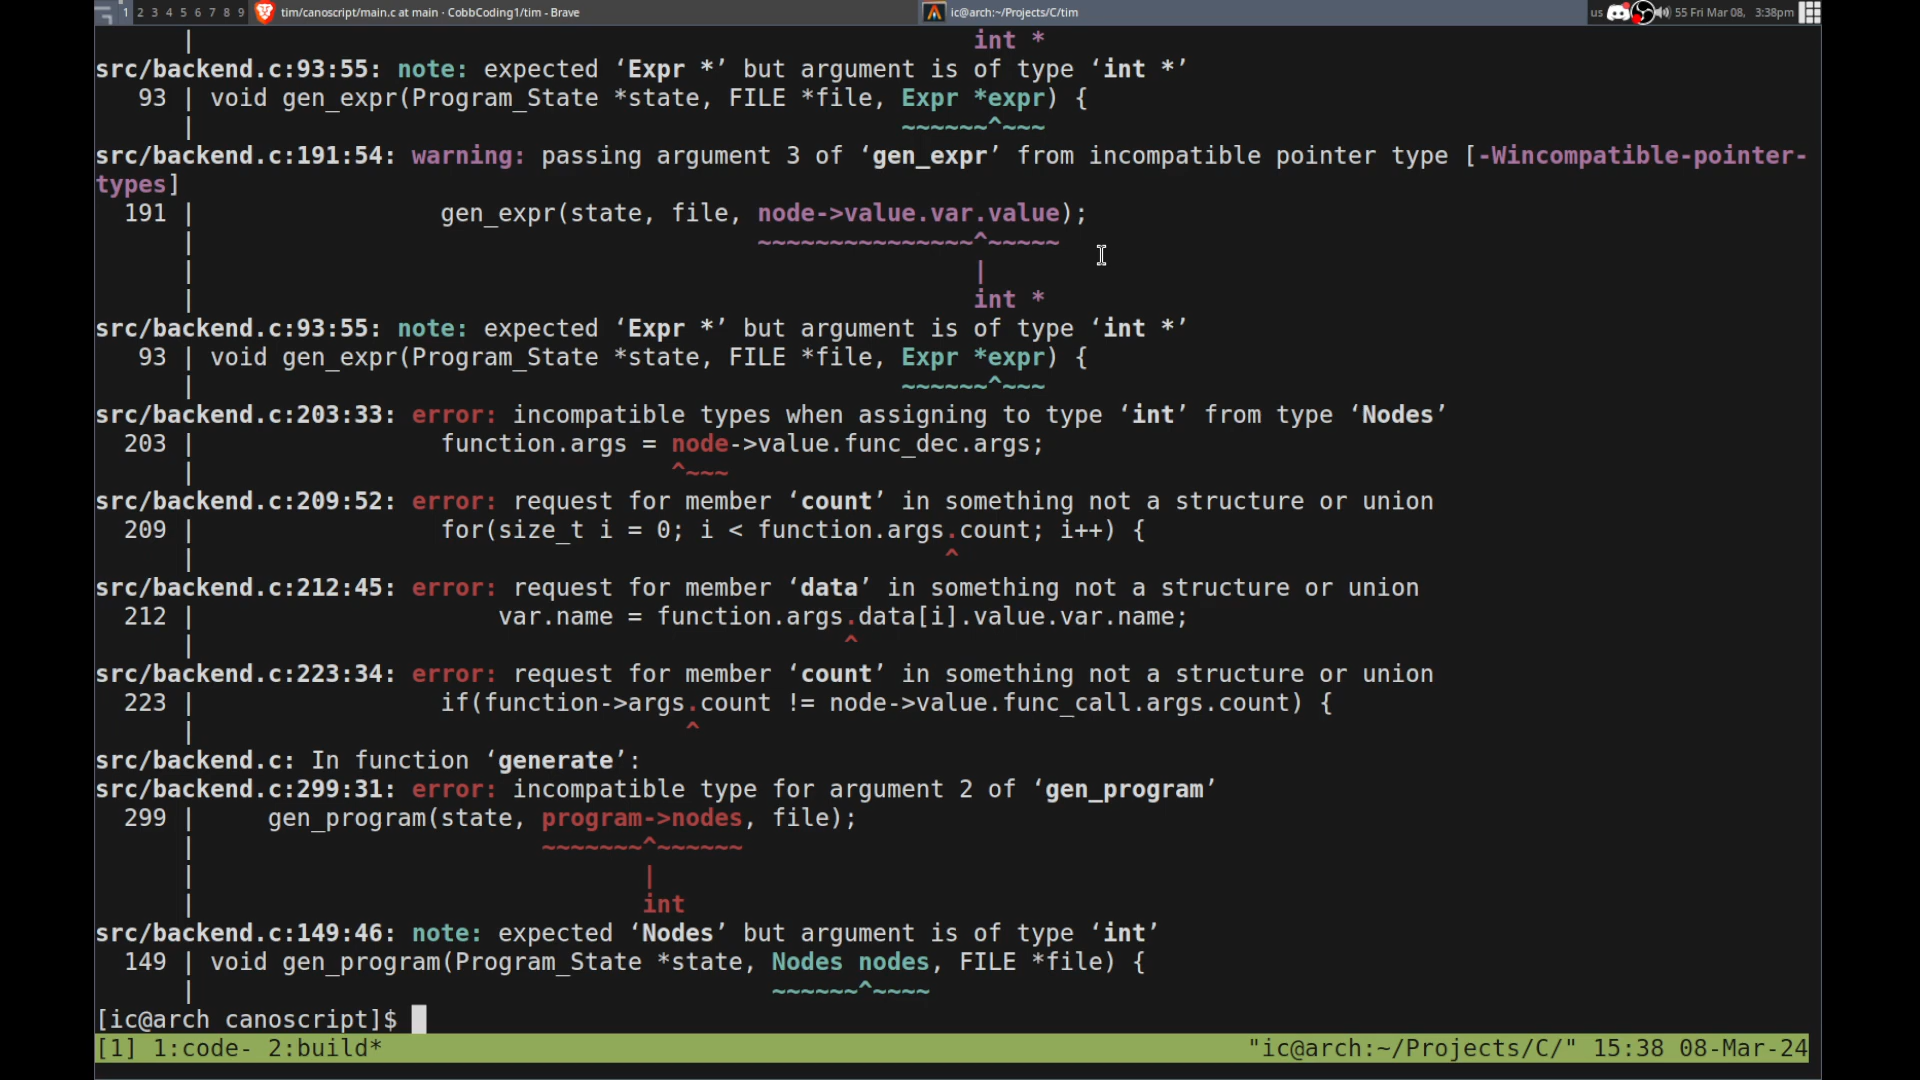 1 2 3 4 5 6 7 8 9 tim/canoscript/main.c at main · CobbCoding1/tim - Brave ic@arch:~/Projects/C/tim us 55 Fri Mar 08, 3:38pm
| int *
src/backend.c:93:55: note: expected ‘Expr *’ but argument is of type ‘int *’
93 | void gen_expr(Program_State *state, FILE *file, Expr *expr) {
| ~~~~~~^~~~
src/backend.c:191:54: warning: passing argument 3 of ‘gen_expr’ from incompatible pointer type [-Wincompatible-pointer-
types]
191 | gen_expr(state, file, node->value.var.value);
| ~~~~~~~~~~~~~~~^~~~~~
| |
| int *
src/backend.c:93:55: note: expected ‘Expr *’ but argument is of type ‘int *’
93 | void gen_expr(Program_State *state, FILE *file, Expr *expr) {
| ~~~~~~^~~~
src/backend.c:203:33: error: incompatible types when assigning to type ‘int’ from type ‘Nodes’
203 | function.args = node->value.func_dec.args;
| ^~~~
src/backend.c:209:52: error: request for member ‘count’ in something not a structure or union
209 | for(size_t i = 0; i < function.args.count; i++) {
| ^
src/backend.c:212:45: error: request for member ‘data’ in something not a structure or union
212 | var.name = function.args.data[i].value.var.name;
| ^
src/backend.c:223:34: error: request for member ‘count’ in something not a structure or union
223 | if(function->args.count != node->value.func_call.args.count) {
| ^
src/backend.c: In function ‘generate’:
src/backend.c:299:31: error: incompatible type for argument 2 of ‘gen_program’
299 | gen_program(state, program->nodes, file);
| ~~~~~~~^~~~~~~
| |
| int
src/backend.c:149:46: note: expected ‘Nodes’ but argument is of type ‘int’
149 | void gen_program(Program_State *state, Nodes nodes, FILE *file) {
| ~~~~~~^~~~~
[ic@arch canoscript]$
[1] 1:code- 2:build* "ic@arch:~/Projects/C/" 15:38 08-Mar-24